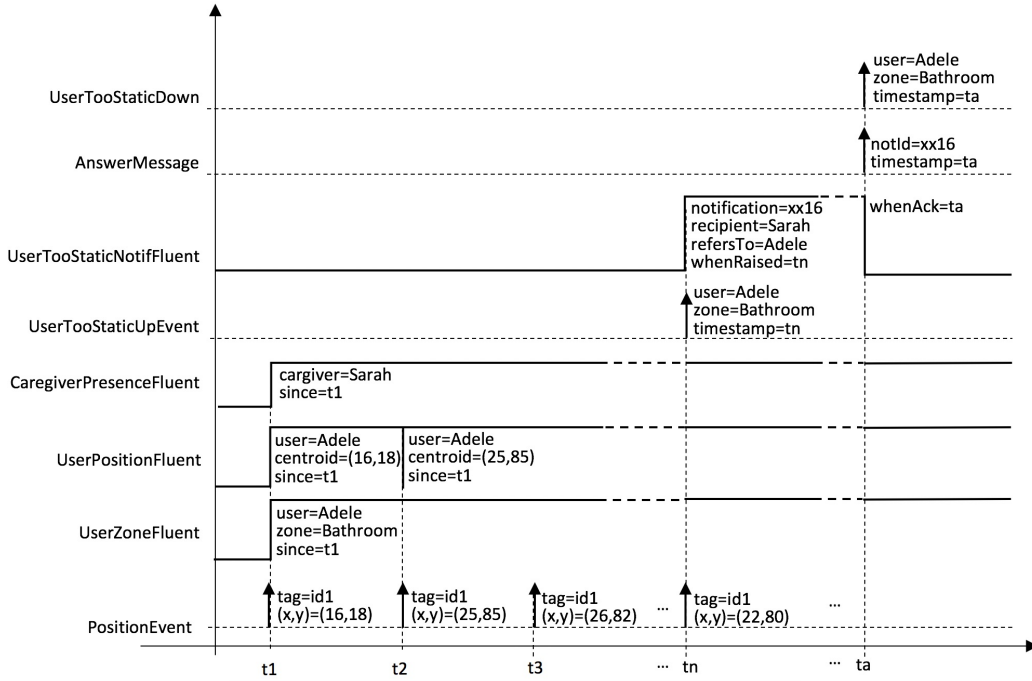 UserTooStaticDown
user=Adele
zone=Bathroom
timestamp=ta
AnswerMessage
notId=xx16
timestamp=ta
UserTooStaticNotifFluent
notification=xx16
recipient=Sarah
refersTo=Adele
whenRaised=tn
whenAck=ta
UserTooStaticUpEvent
user=Adele
zone=Bathroom
timestamp=tn
CaregiverPresenceFluent
cargiver=Sarah
since=t1
UserPositionFluent
user=Adele
centroid=(16,18)
since=t1
user=Adele
centroid=(25,85)
since=t1
UserZoneFluent
user=Adele
zone=Bathroom
since=t1
PositionEvent
tag=id1
(x,y)=(16,18)
tag=id1
(x,y)=(25,85)
tag=id1
(x,y)=(26,82)
...
tag=id1
(x,y)=(22,80)
...
t1 t2 t3 ... tn ... ta